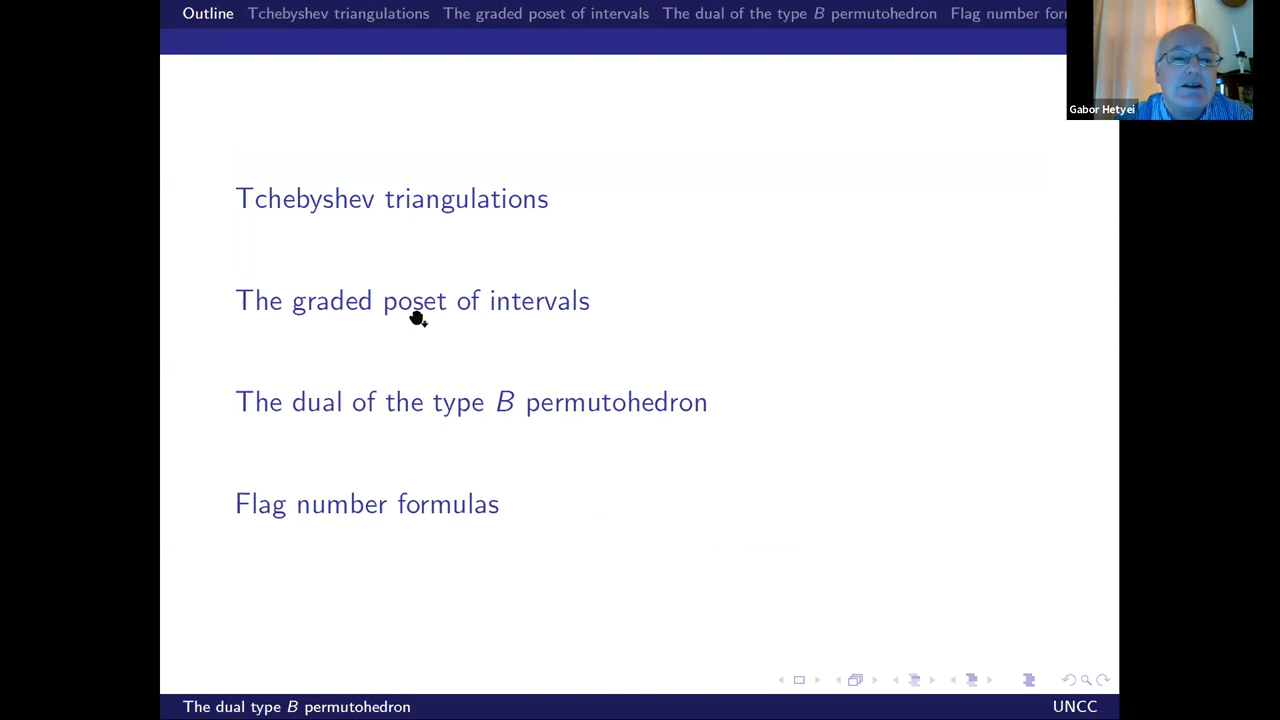 Outline Tchebyshev triangulations The graded poset of intervals The dual of the type B permutohedron Flag number for
Gabor Hetyei
Tchebyshev triangulations
The graded poset of intervals
The dual of the type B permutohedron
Flag number formulas
The dual type B permutohedron UNCC